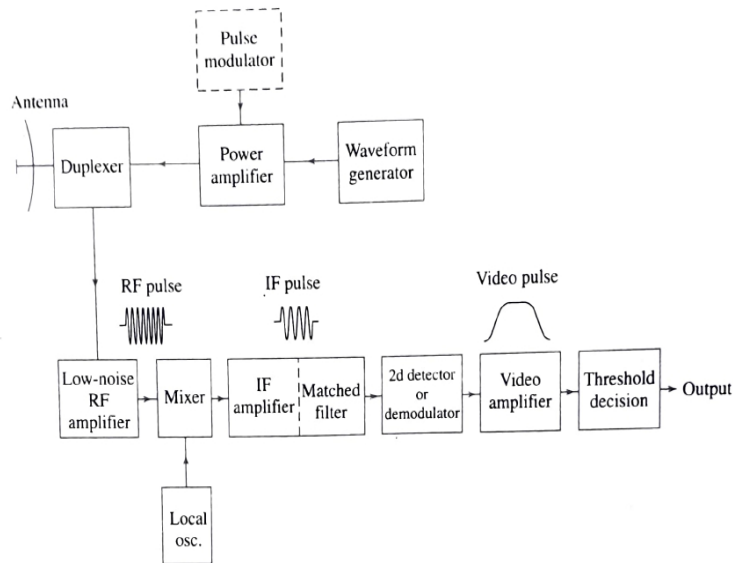 Pulse
modulator
Antenna
Duplexer
Power
amplifier
Waveform
generator
RF pulse
IF pulse
Video pulse
Low-noise
RF
amplifier
Mixer
IF
amplifier
Matched
filter
2d detector
or
demodulator
Video
amplifier
Threshold
decision
Output
Local
osc.